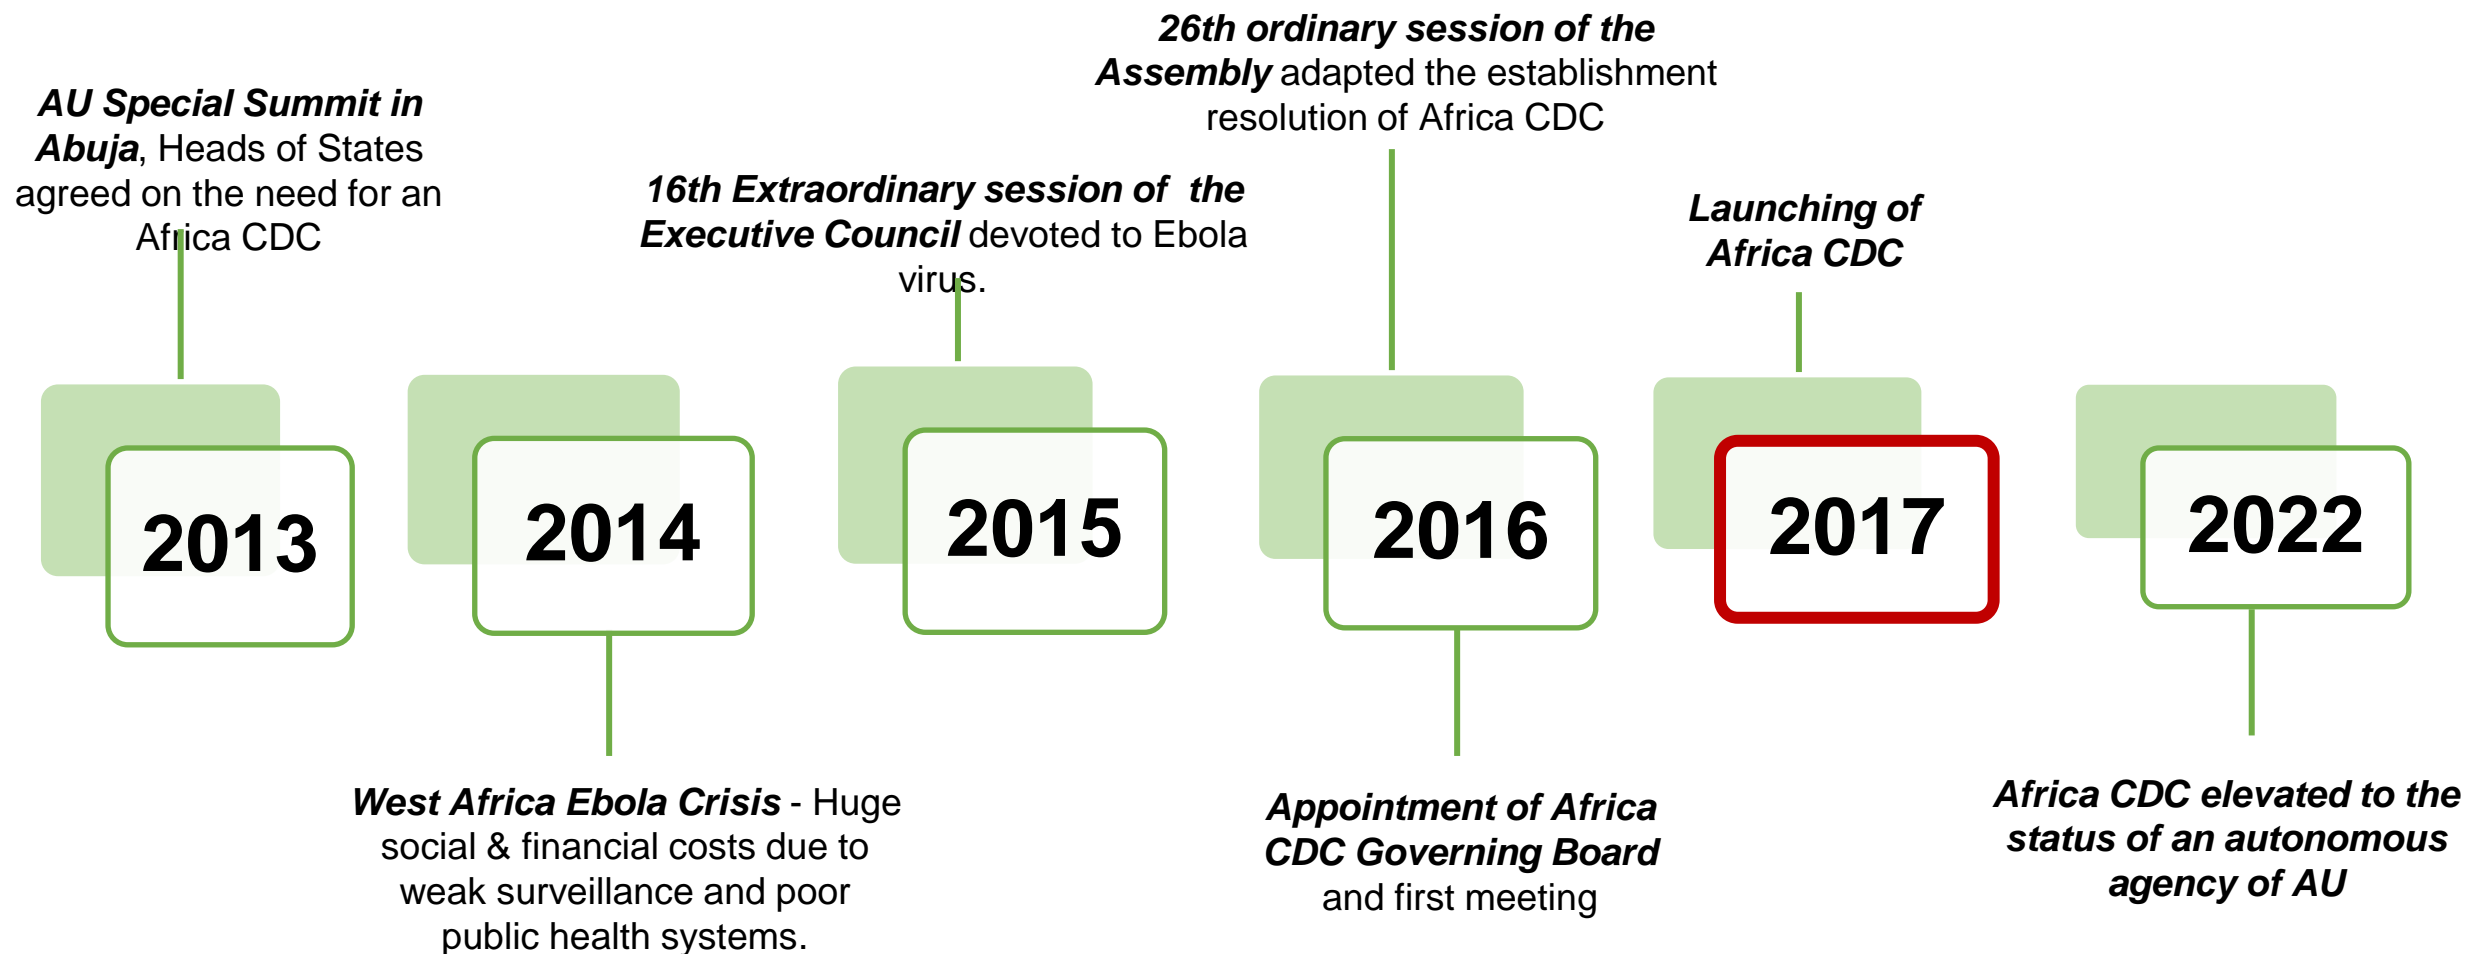 AU Special Summit in
Abuja, Heads of States
agreed on the need for an
Africa CDC
16th Extraordinary session of  the
Executive Council devoted to Ebola
virus.
26th ordinary session of the
Assembly adapted the establishment
resolution of Africa CDC
Launching of
Africa CDC
2013
2014
2015
2016
2017
2022
West Africa Ebola Crisis - Huge
social & financial costs due to
weak surveillance and poor
public health systems.
Appointment of Africa
CDC Governing Board
and first meeting
Africa CDC elevated to the
status of an autonomous
agency of AU